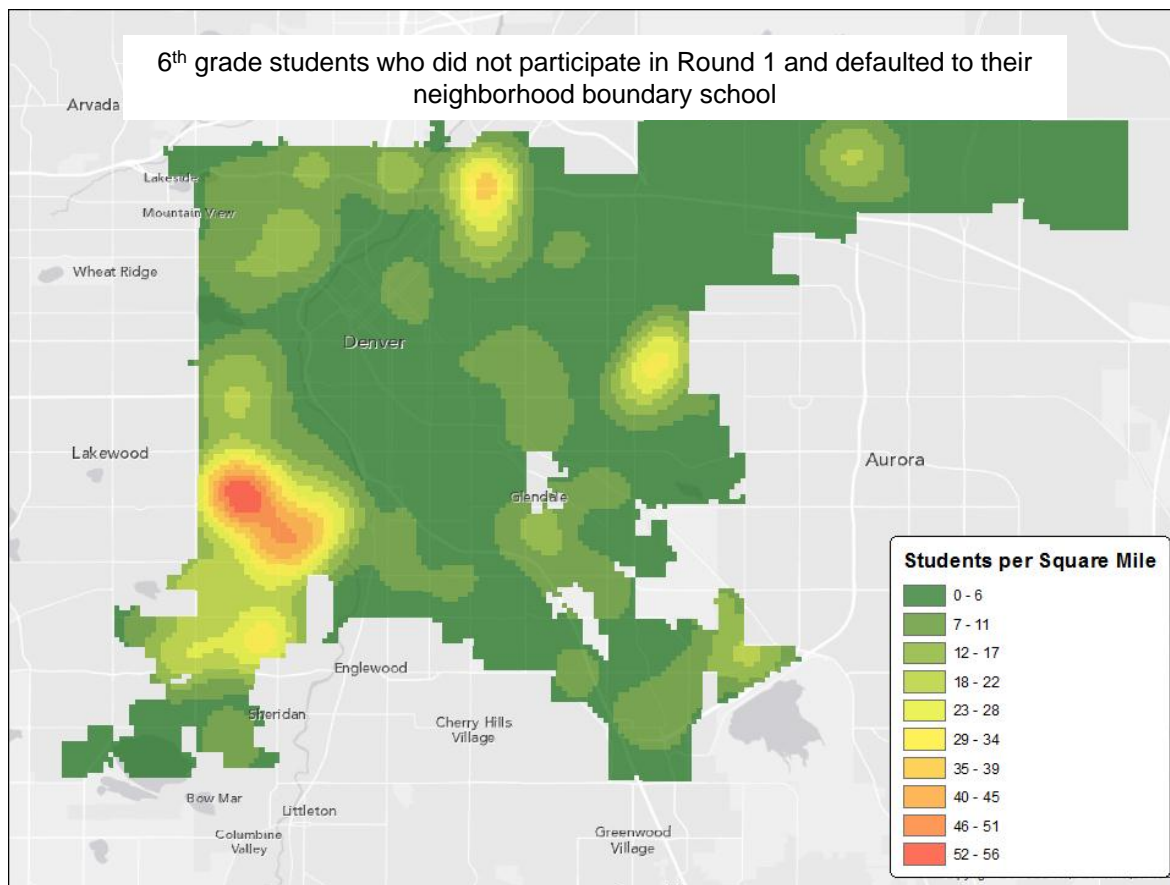 6th grade students who did not participate in Round 1 and defaulted to their
neighborhood boundary school
Arvada
Lakeside
Mountain View
Wheat Ridge
Denver
Lakewood
Aurora
Glendale
Englewood
Sheridan
Cherry Hills
Village
Bow Mar
Littleton
Columbine
Valley
Greenwood
Village
Students per Square Mile
0 - 6
7 - 11
12 - 17
18 - 22
23 - 28
29 - 34
35 - 39
40 - 45
46 - 51
52 - 56